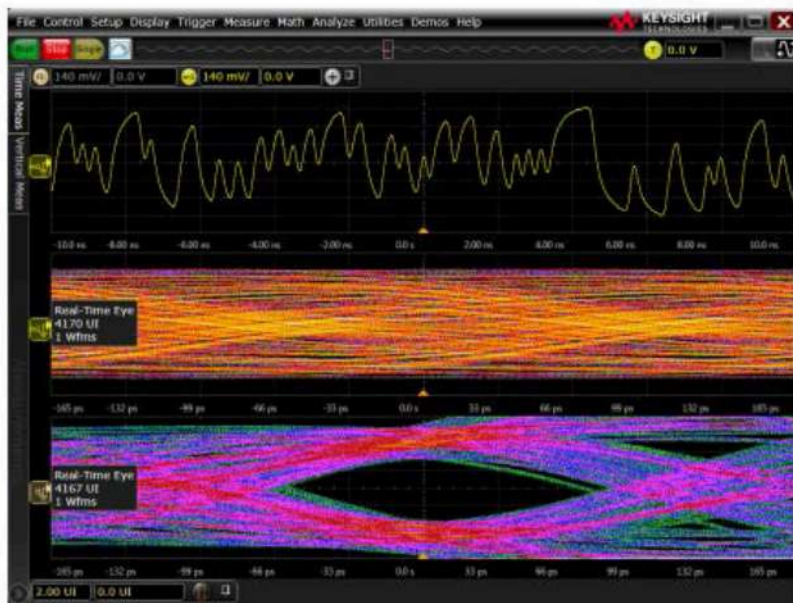 File Control Setup Display Trigger Measure Math Analyze Utilities Demos Help
KEYSIGHT
TECHNOLOGIES
Run Stop Single
T 0.0 V
140 mV/ 0.0 V 140 mV/ 0.0 V
Time Meas
Vertical Meas
-10.0 ns -8.00 ns -6.00 ns -4.00 ns -2.00 ns 0.0 s 2.00 ns 4.00 ns 6.00 ns 8.00 ns 10.0 ns
Real-Time Eye
4170 UI
1 Wfms
-165 ps -132 ps -99 ps -66 ps -33 ps 0.0 s 33 ps 66 ps 99 ps 132 ps 165 ps
Real-Time Eye
4167 UI
1 Wfms
-165 ps -132 ps -99 ps -66 ps -33 ps 0.0 s 33 ps 66 ps 99 ps 132 ps 165 ps
2.00 UI 0.0 UI